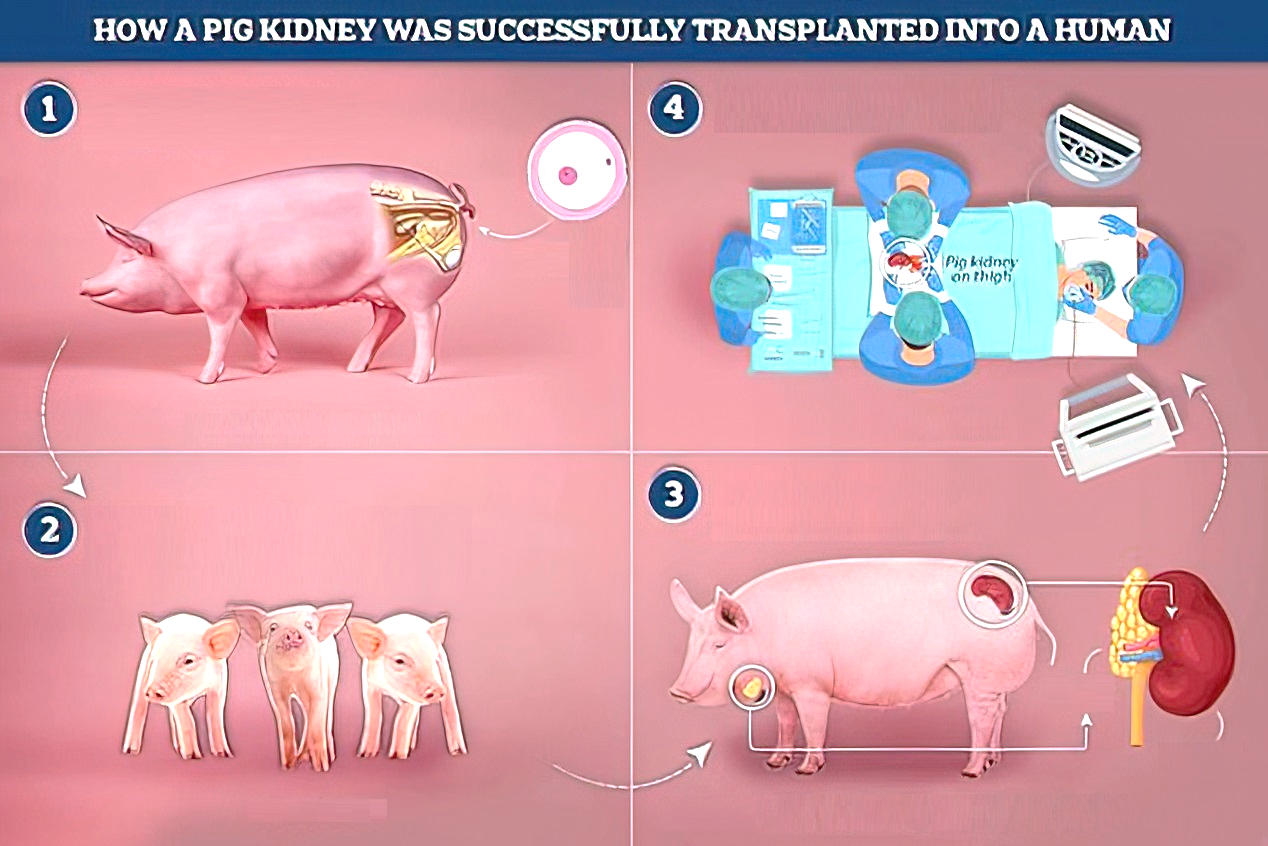 HOW A PIG KIDNEY WAS SUCCESSFULLY TRANSPLANTED INTO A HUMAN
1
2
3
4
Pig kidney
on thigh